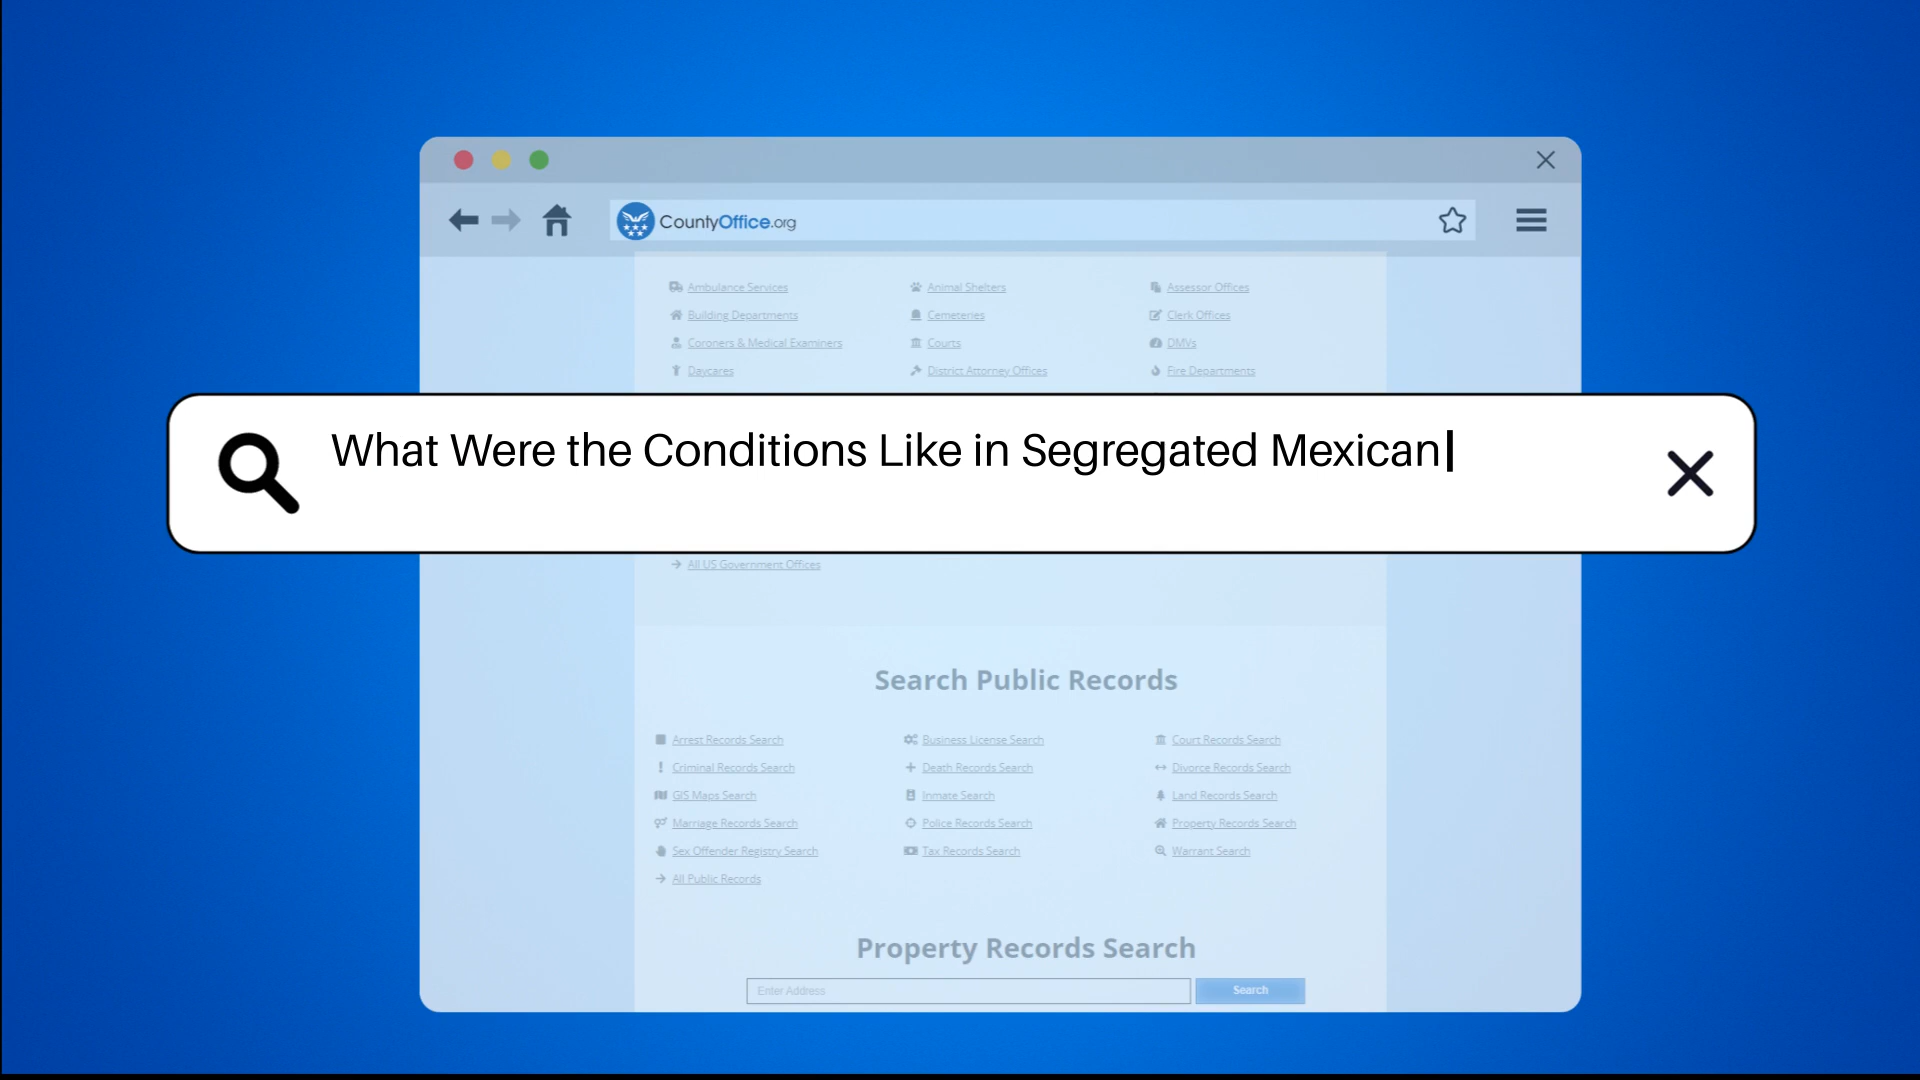 CountyOffice.org
Ambulance Services Animal Shelters Assessor Offices
Building Departments Cemeteries Clerk Offices
Coroners & Medical Examiners Courts DMVs
Daycares District Attorney Offices Fire Departments
What Were the Conditions Like in Segregated Mexican
All US Government Offices
Search Public Records
Arrest Records Search Business License Search Court Records Search
Criminal Records Search Death Records Search Divorce Records Search
GIS Maps Search Inmate Search Land Records Search
Marriage Records Search Police Records Search Property Records Search
Sex Offender Registry Search Tax Records Search Warrant Search
All Public Records
Property Records Search
Enter Address Search